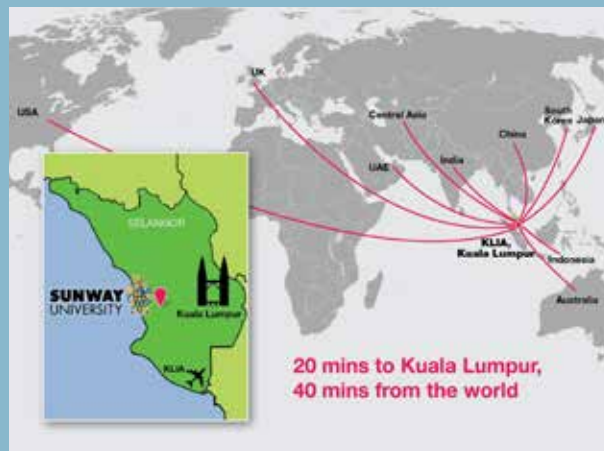 USA
UK
Central Asia
South
Korea
Japan
China
India
UAE
KLIA,
Kuala Lumpur
Indonesia
Australia
SELANGOR
SUNWAY
UNIVERSITY
Kuala Lumpur
KLIA
20 mins to Kuala Lumpur,
40 mins from the world